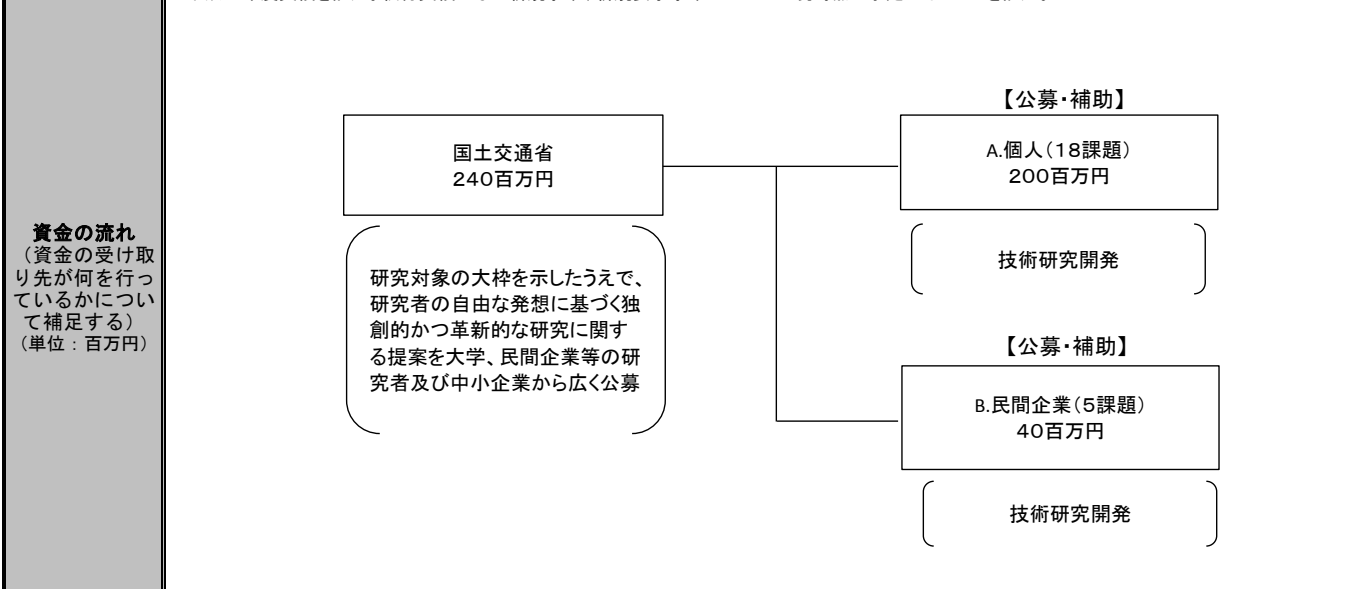 資金の流れ
（資金の受け取
り先が何を行っ
ているかについ
て補足する）
（単位：百万円）
国土交通省
２４０百万円
研究対象の大枠を示したうえで、
研究者の自由な発想に基づく独
創的かつ革新的な研究に関す
る提案を大学、民間企業等の研
究者及び中小企業から広く公募
【公募・補助】
A.個人（１８課題）
２００百万円
技術研究開発
【公募・補助】
B.民間企業（５課題）
４０百万円
技術研究開発